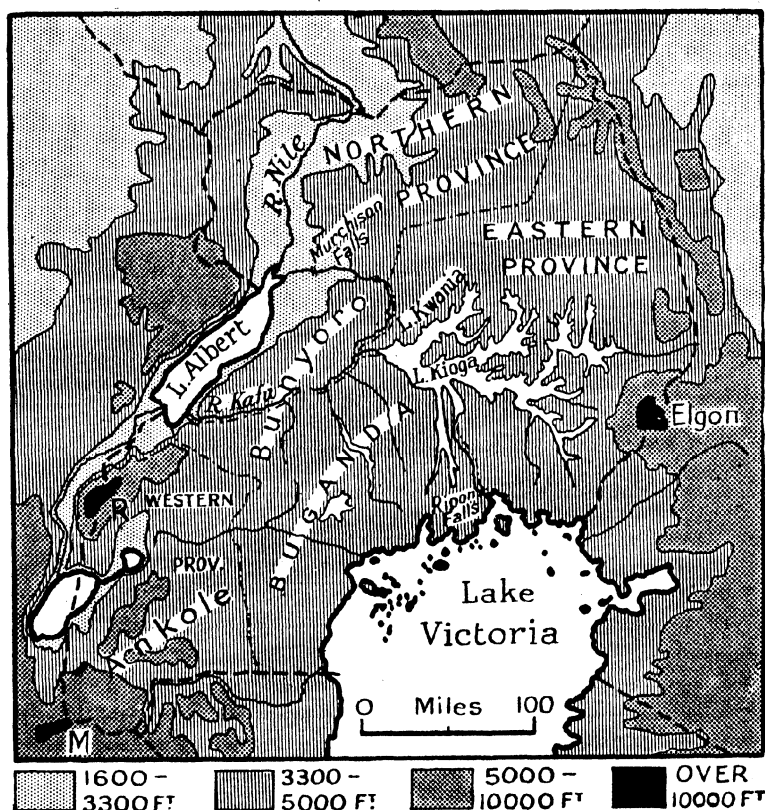 NORTHERN
PROVINCE
R. Nile
Murchison
Falls
EASTERN
PROVINCE
L. Kwania
L. Albert
Bunyoro
L. Kioga
R. Kafu
BUGANDA
Elgon
R
WESTERN
PROV.
Ripon
Falls
Ankole
Lake
Victoria
0 Miles 100
M
1600-
3300 FT
3300-
5000 FT
5000-
10000 FT
OVER
10000 FT